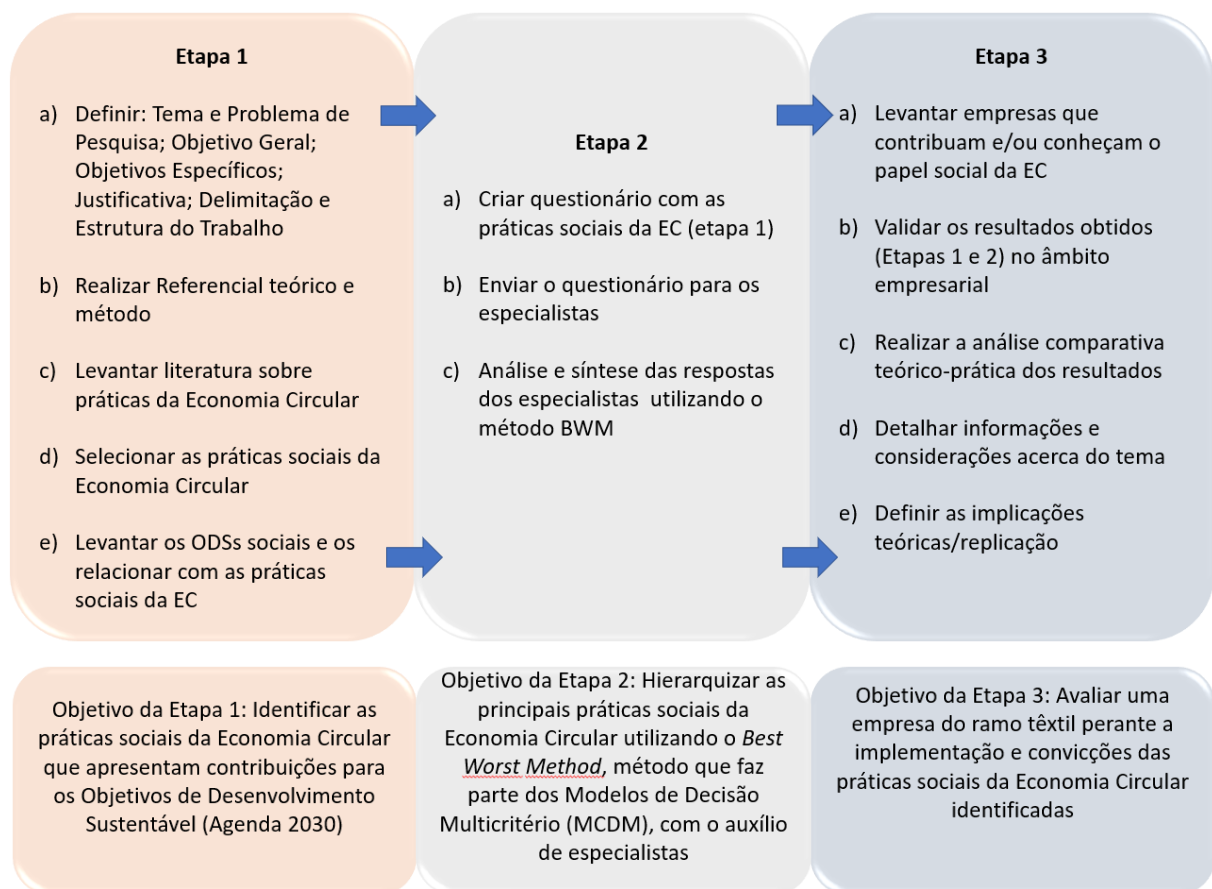 Etapa 1
a) Definir: Tema e Problema de
Pesquisa; Objetivo Geral;
Objetivos Específicos;
Justificativa; Delimitação e
Estrutura do Trabalho
b) Realizar Referencial teórico e
método
c) Levantar literatura sobre
práticas da Economia Circular
d) Selecionar as práticas sociais da
Economia Circular
e) Levantar os ODSs sociais e os
relacionar com as práticas
sociais da EC
Etapa 2
a) Criar questionário com as
práticas sociais da EC (etapa 1)
b) Enviar o questionário para os
especialistas
c) Análise e síntese das respostas
dos especialistas utilizando o
método BWM
Etapa 3
a) Levantar empresas que
contribuam e/ou conheçam o
papel social da EC
b) Validar os resultados obtidos
(Etapas 1 e 2) no âmbito
empresarial
c) Realizar a análise comparativa
teórico-prática dos resultados
d) Detalhar informações e
considerações acerca do tema
e) Definir as implicações
teóricas/replicação
Objetivo da Etapa 1: Identificar as
práticas sociais da Economia Circular
que apresentam contribuições para
os Objetivos de Desenvolvimento
Sustentável (Agenda 2030)
Objetivo da Etapa 2: Hierarquizar as
principais práticas sociais da
Economia Circular utilizando o Best
Worst Method, método que faz
parte dos Modelos de Decisão
Multicritério (MCDM), com o auxílio
de especialistas
Objetivo da Etapa 3: Avaliar uma
empresa do ramo têxtil perante a
implementação e convicções das
práticas sociais da Economia Circular
identificadas